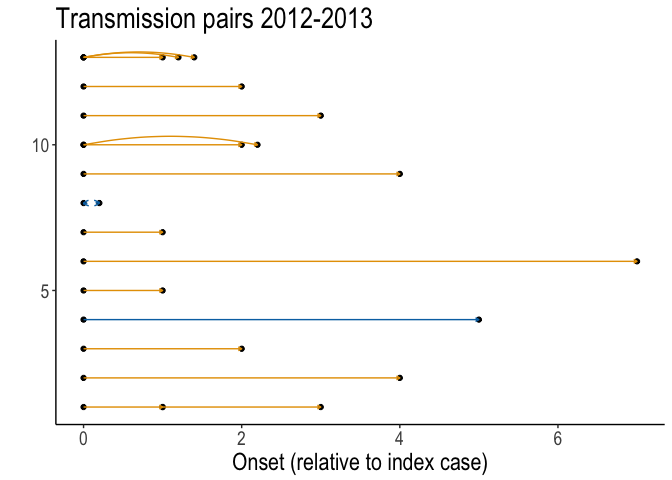 Transmission pairs 2012-2013
10
5
0 2 4 6
Onset (relative to index case)